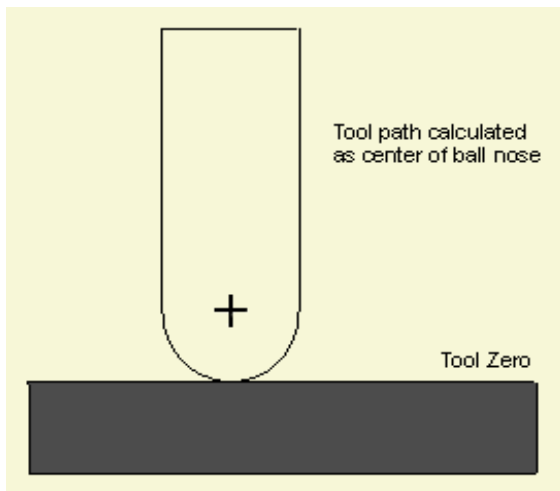 Tool path calculated
as center of ball nose
Tool Zero